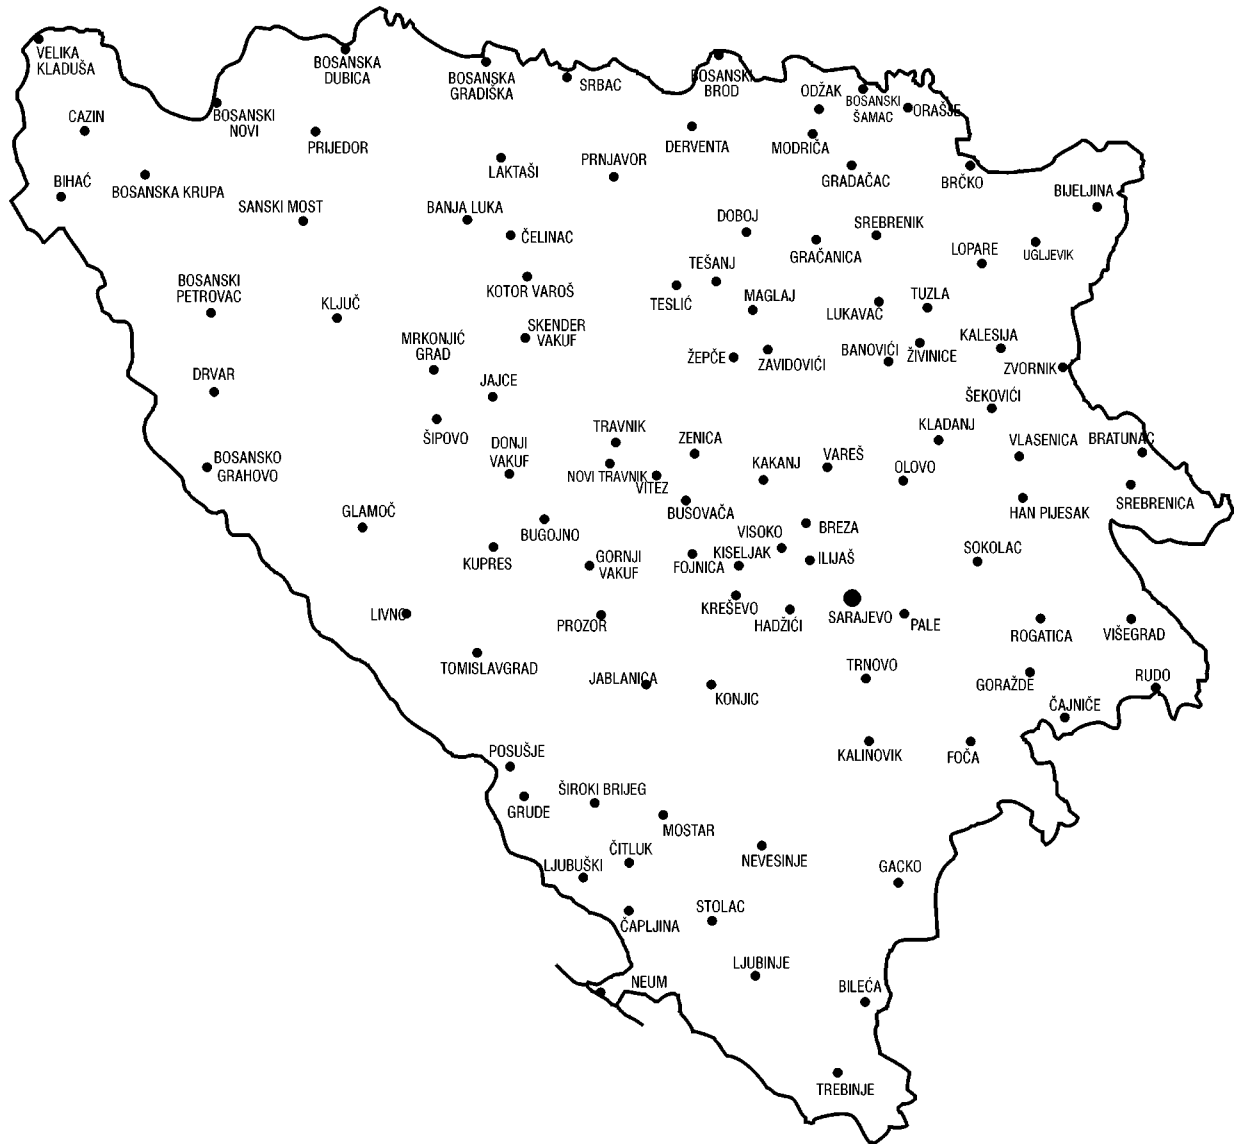 VELIKA
KLADUŠA
BOSANSKA
DUBICA
BOSANSKA
GRADIŠKA
SRBAC
BOSANSKI
BROD
ODŽAK
BOSANSKI
ŠAMAC
ORAŠJE
CAZIN
BOSANSKI
NOVI
PRIJEDOR
DERVENTA
MODRIČA
LAKTAŠI
PRNJAVOR
GRADAČAC
BRČKO
BIHAĆ
BOSANSKA KRUPA
BIJELJINA
SANSKI MOST
BANJA LUKA
ČELINAC
DOBOJ
SREBRENIK
GRAČANICA
LOPARE
UGLJEVIK
BOSANSKI
PETROVAC
KLJUČ
KOTOR VAROŠ
TEŠANJ
TESLIĆ
MAGLAJ
LUKAVAC
TUZLA
MRKONJIĆ
GRAD
SKENDER
VAKUF
ŽEPČE
ZAVIDOVIĆI
BANOVIĆI
ŽIVINICE
KALESIJA
ZVORNIK
DRVAR
JAJCE
ŠEKOVIĆI
ŠIPOVO
DONJI
VAKUF
TRAVNIK
ZENICA
KLADANJ
VLASENICA
BRATUNAC
BOSANSKO
GRAHOVO
NOVI TRAVNIK
VITEZ
KAKANJ
VAREŠ
OLOVO
BUSOVAČA
HAN PIJESAK
SREBRENICA
GLAMOČ
BUGOJNO
BREZA
VISOKO
KUPRES
GORNJI
VAKUF
FOJNICA
KISELJAK
ILIJAŠ
SOKOLAC
LIVNO
PROZOR
KREŠEVO
HADŽIĆI
SARAJEVO
PALE
ROGATICA
VIŠEGRAD
TOMISLAVGRAD
JABLANICA
KONJIC
TRNOVO
GORAŽDE
RUDO
ČAJNIČE
POSUŠJE
KALINOVIK
FOČA
GRUDE
ŠIROKI BRIJEG
MOSTAR
LJUBUŠKI
ČITLUK
NEVESINJE
GACKO
ČAPLJINA
STOLAC
NEUM
LJUBINJE
BILEĆA
TREBINJE